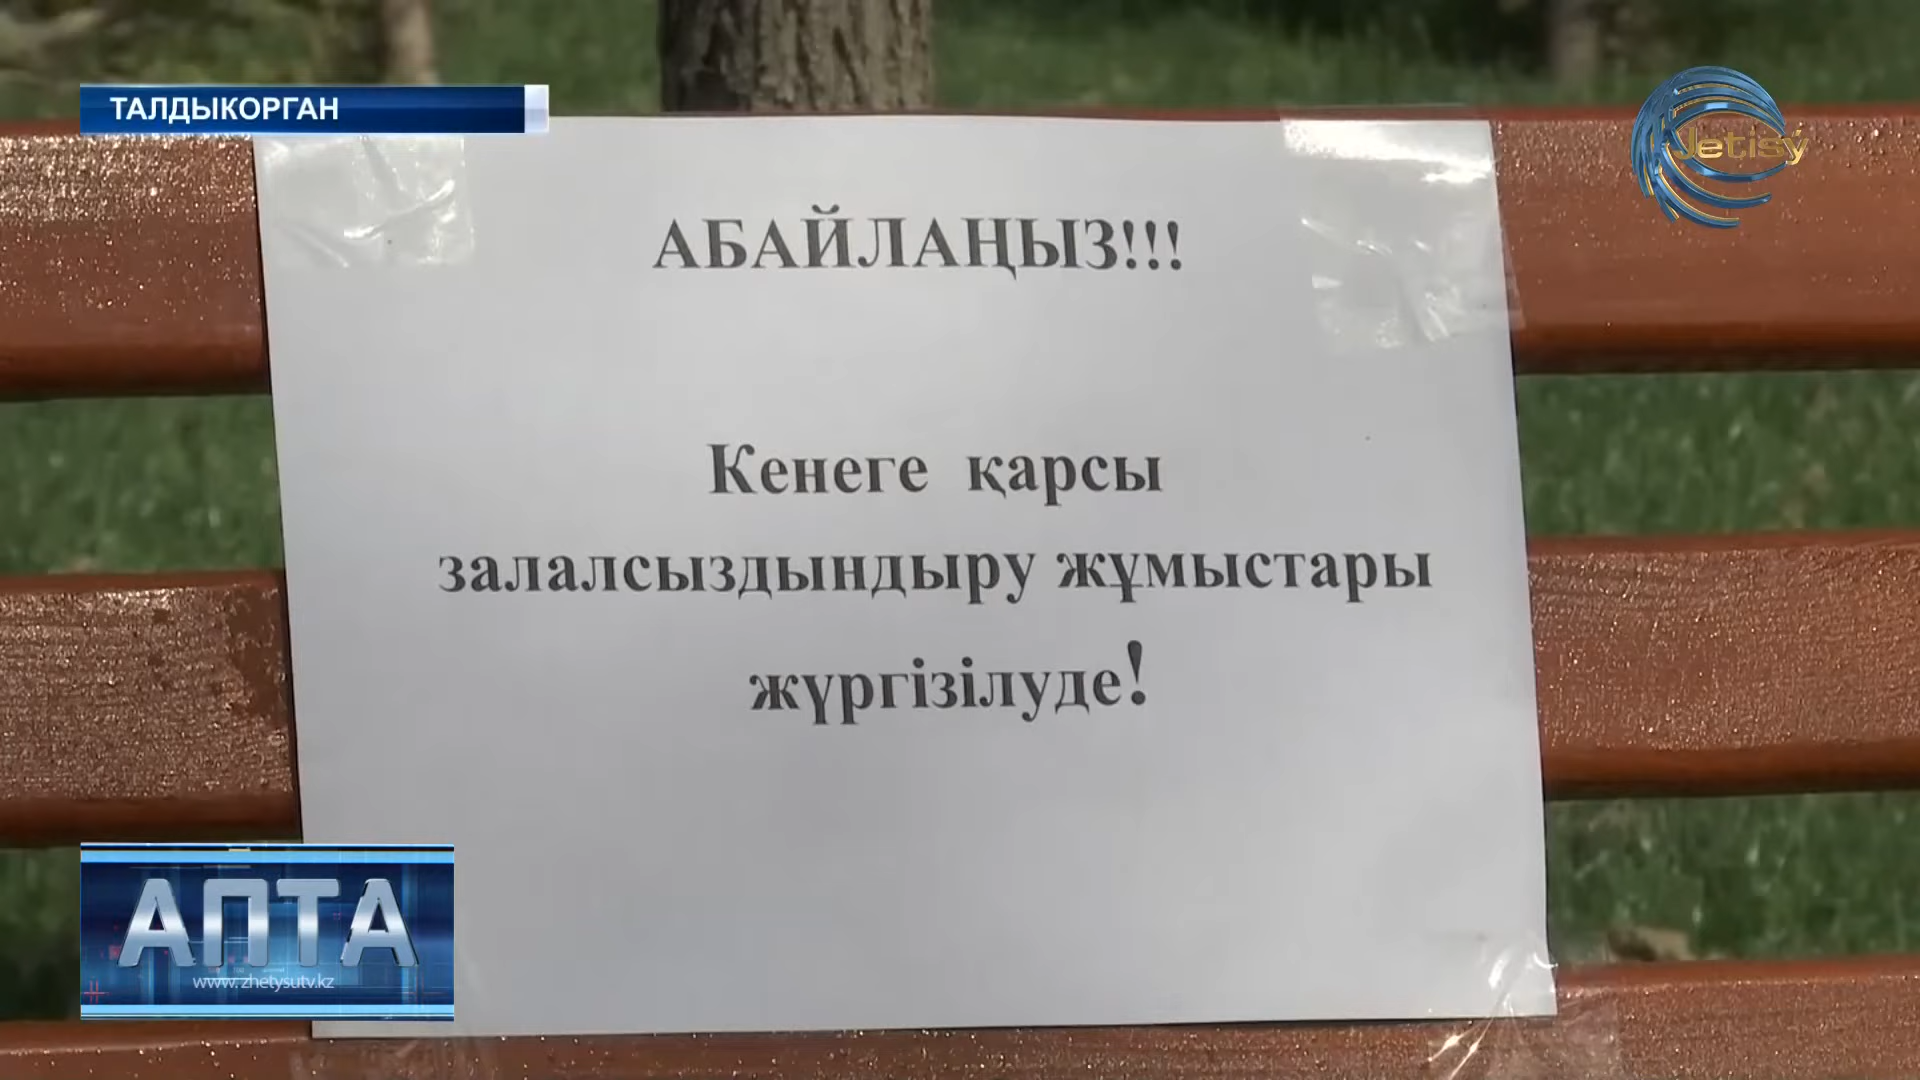 ТАЛДЫКОРГАН
Jetisý
АБАЙЛАҢЫЗ!!!
Кенеге қарсы
залалсыздындыру жұмыстары
жүргізілуде!
АПТА
www.zhetysutv.kz